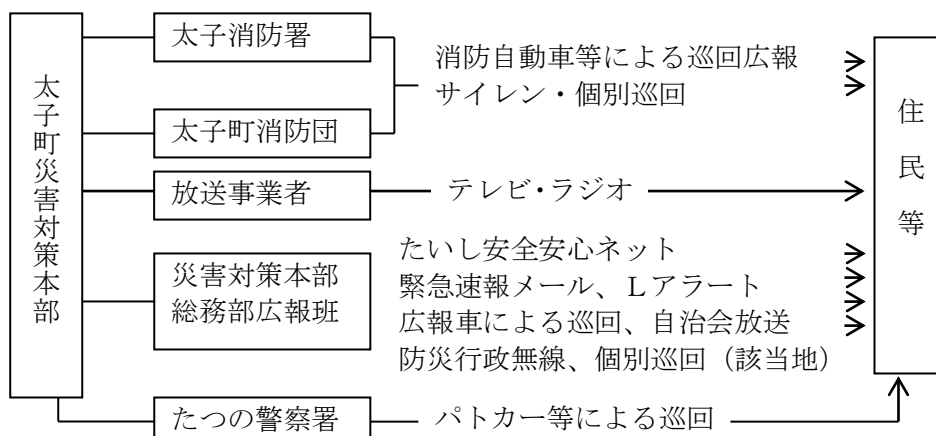 太子町災害対策本部
太子消防署
太子町消防団
消防自動車等による巡回広報
サイレン・個別巡回
放送事業者
テレビ・ラジオ
災害対策本部
総務部広報班
たいし安全安心ネット
緊急速報メール、Ｌアラート
広報車による巡回、自治会放送
防災行政無線、個別巡回（該当地）
たつの警察署
パトカー等による巡回
住民等